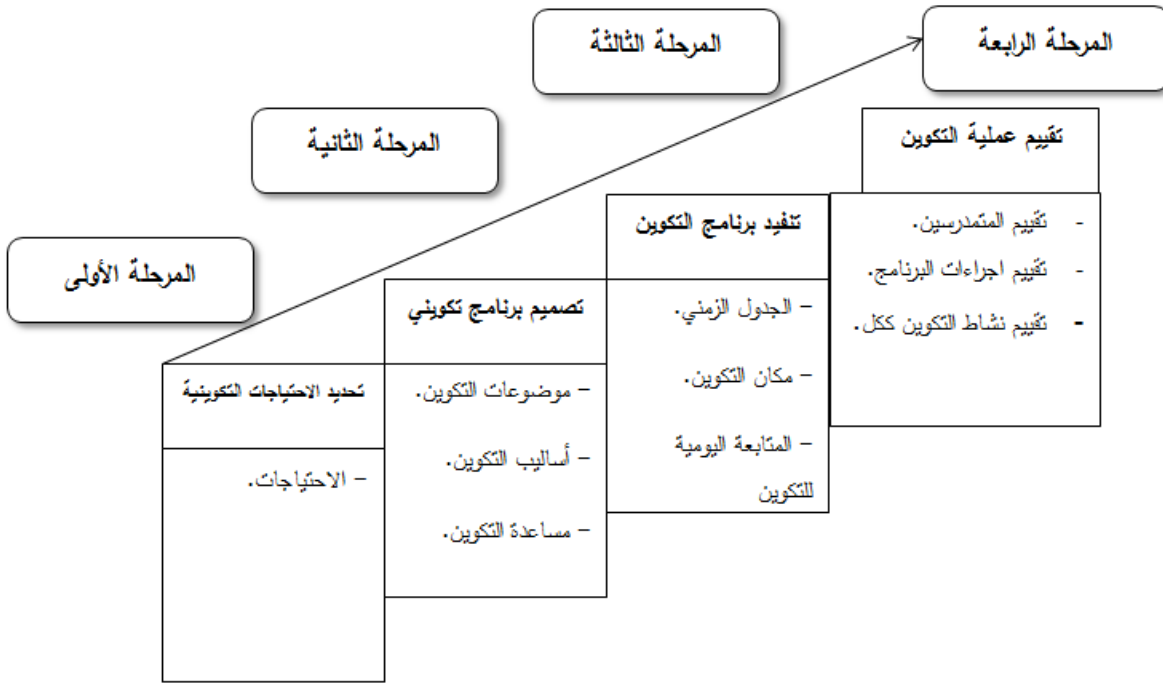 المرحلة الأولى
المرحلة الثانية
المرحلة الثالثة
المرحلة الرابعة
تحديد الاحتياجات التكوينية
– الاحتياجات.
تصميم برنامج تكويني
– موضوعات التكوين.
– أساليب التكوين.
– مساعدة التكوين.
تنفيد برنامج التكوين
– الجدول الزمني.
– مكان التكوين.
– المتابعة اليومية
للتكوين
تقييم عملية التكوين
- تقييم المتمدرسين.
- تقييم اجراءات البرنامج.
- تقييم نشاط التكوين ككل.